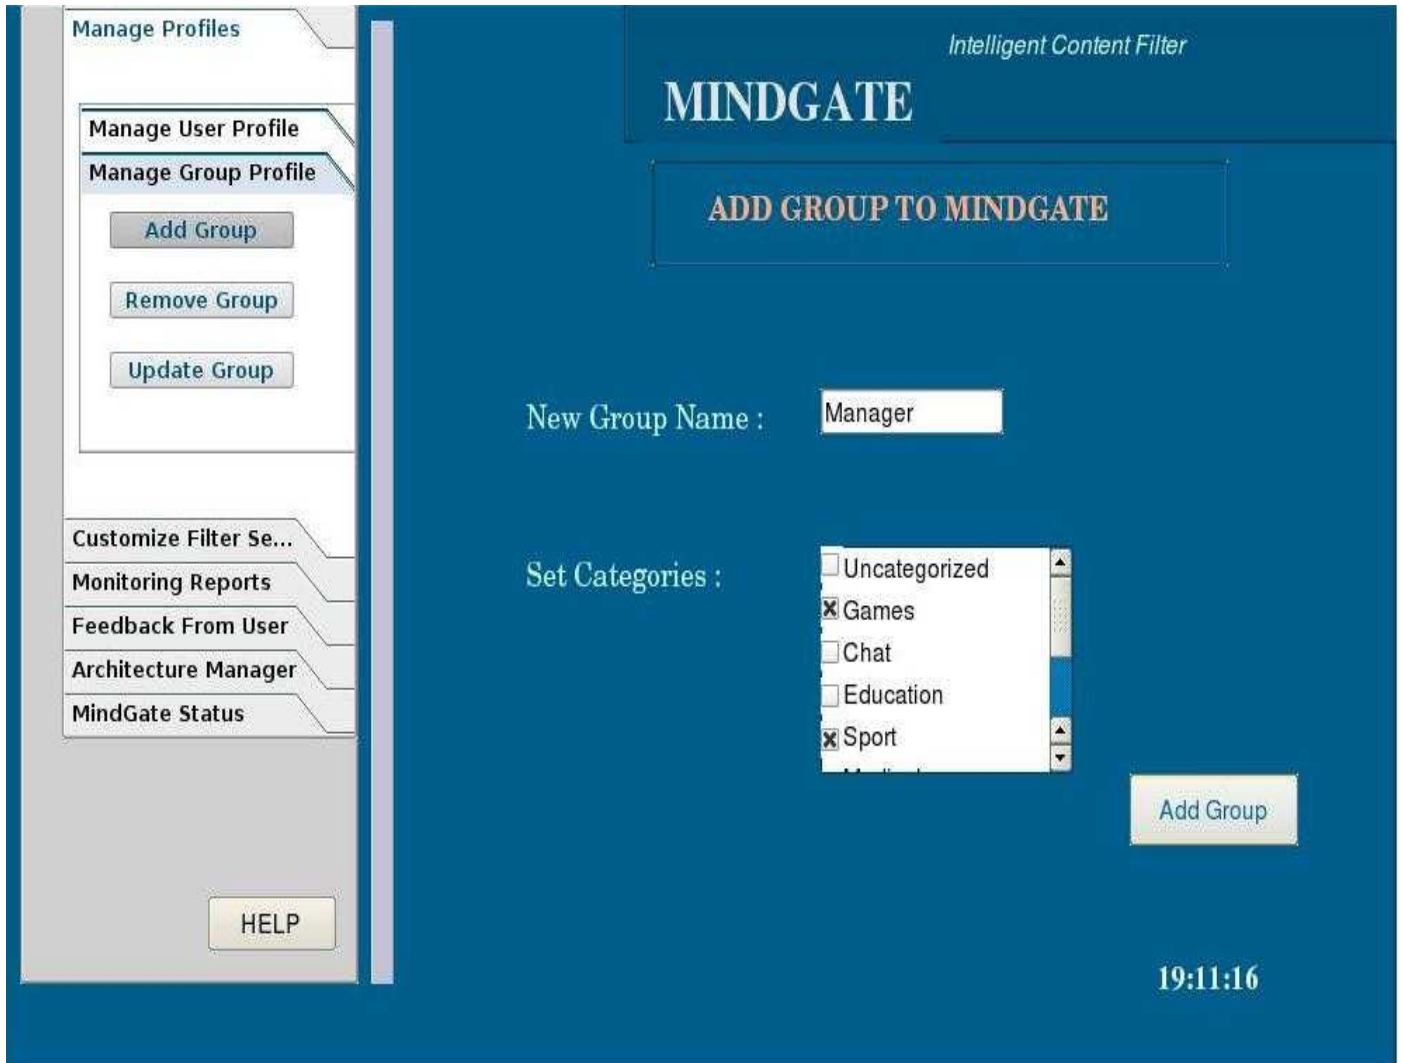 Manage Profiles
Manage User Profile
Manage Group Profile
Add Group
Remove Group
Update Group
Customize Filter Se...
Monitoring Reports
Feedback From User
Architecture Manager
MindGate Status
HELP
Intelligent Content Filter
MINDGATE
ADD GROUP TO MINDGATE
New Group Name :
Manager
Set Categories :
Uncategorized
Games
Chat
Education
Sport
Add Group
19:11:16